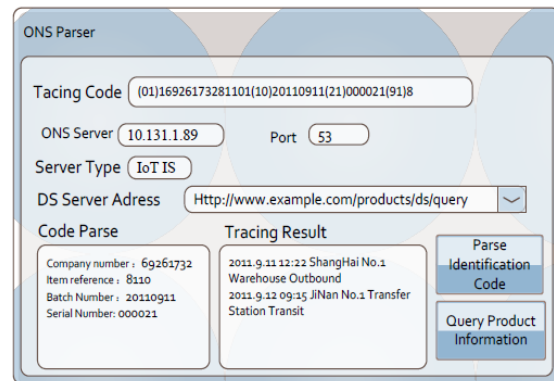 ONS Parser
Tacing Code (01)16926173281101(10)20110911(21)000021(91)8
ONS Server 10.131.1.89 Port 53
Server Type IoT IS
DS Server Adress Http://www.example.com/products/ds/query
Code Parse
Company number：69261732
Item reference：8110
Batch Number：20110911
Serial Number: 000021
Tracing Result
2011.9.11 12:22 ShangHai No.1
Warehouse Outbound
2011.9.12 09:15 JiNan No.1 Transfer
Station Transit
Parse
Identification
Code
Query Product
Information